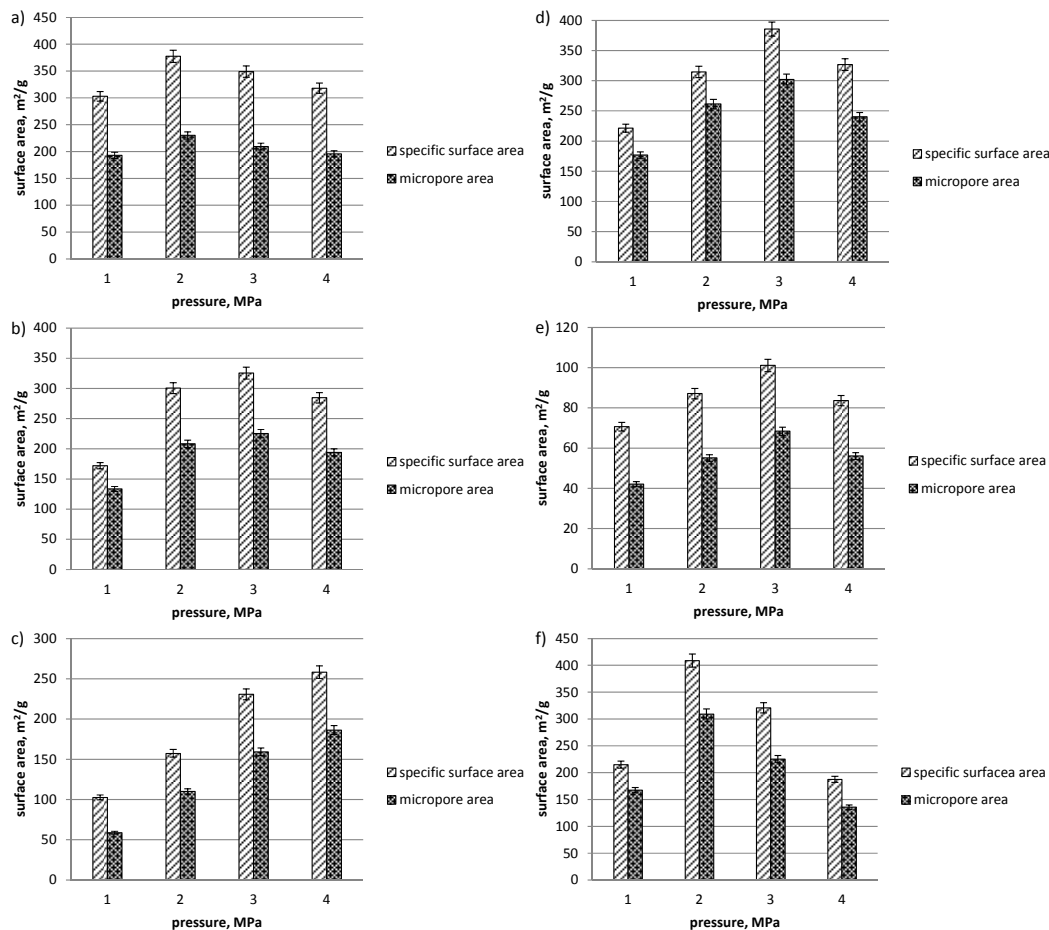 a)
450
400
350
300
250
200
150
100
50
0
surface area, m²/g
1 2 3 4
pressure, MPa
specific surface area
micropore area
b)
400
350
300
250
200
150
100
50
0
surface area, m²/g
1 2 3 4
pressure, MPa
specific surface area
micropore area
c)
300
250
200
150
100
50
0
surface area, m²/g
1 2 3 4
pressure, MPa
specific surface area
micropore area
d)
400
350
300
250
200
150
100
50
0
surface area, m²/g
1 2 3 4
pressure, MPa
specific surface area
micropore area
e)
120
100
80
60
40
20
0
surface area, m²/g
1 2 3 4
pressure, MPa
specific surface area
micropore area
f)
450
400
350
300
250
200
150
100
50
0
surface area, m²/g
1 2 3 4
pressure, MPa
specific surfacea area
micropore area